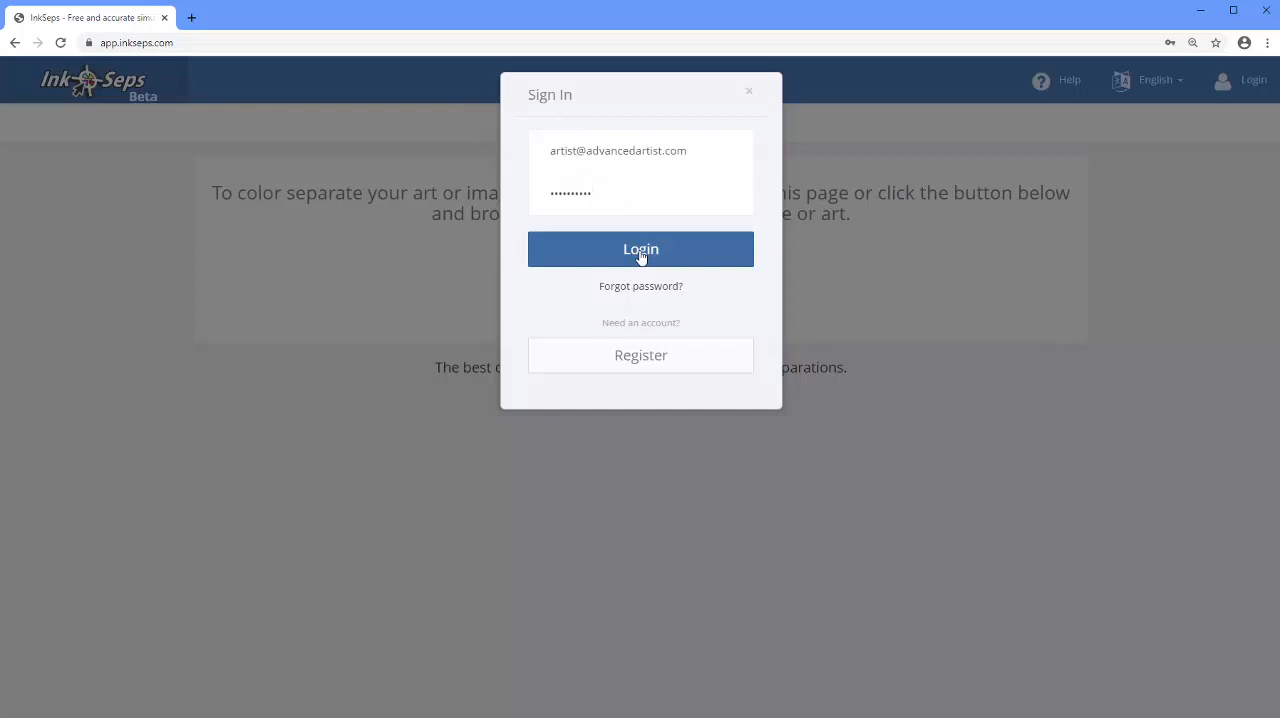 InkSeps - Free and accurate sim
app.inkseps.com
Ink Seps
Beta
Help
English
Login
Sign In
artist@advancedartist.com
••••••••••
Login
Forgot password?
Need an account?
Register
To color separate your art or ima his page or click the button below
and bro e or art.
The best parations.